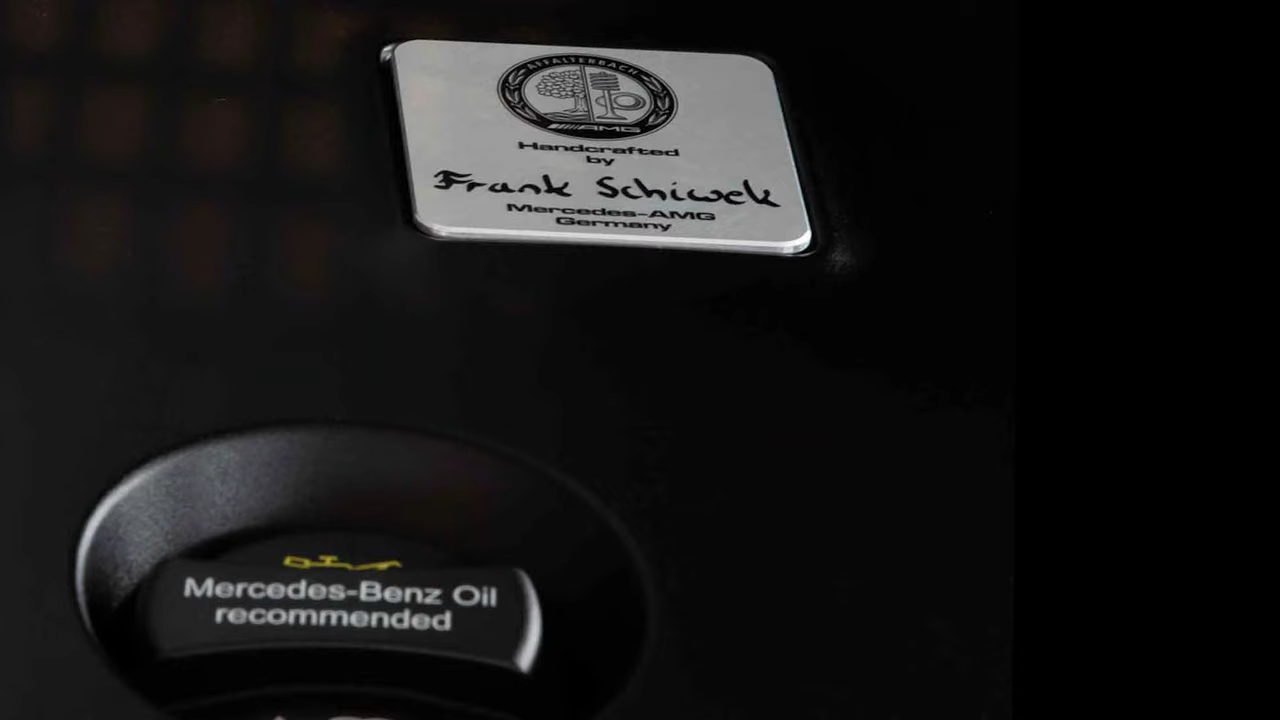 AFFALTERBACH
AMG
Handcrafted
by
Frank Schiwek
Mercedes-AMG
Germany
Mercedes-Benz Oil
recommended